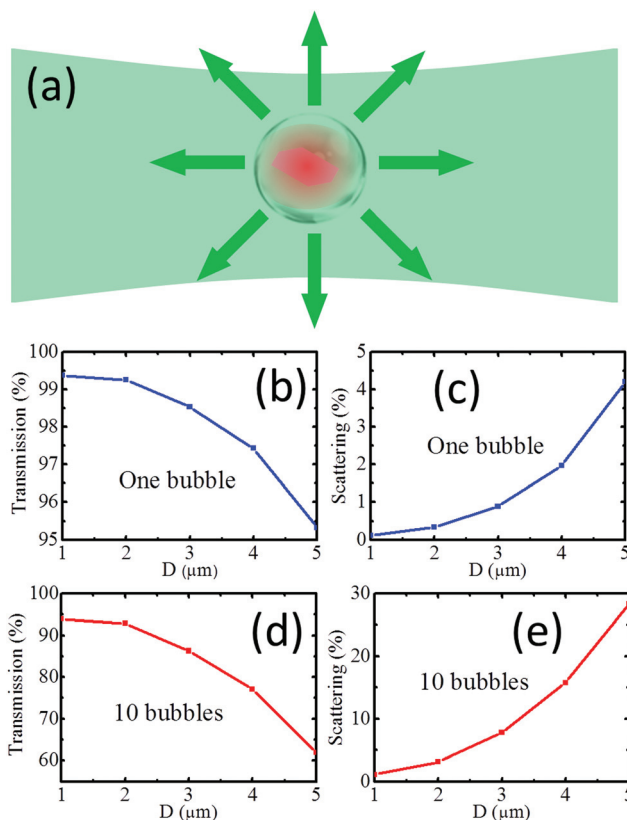 (a)
(b)
Transmission (%)
100
99
98
97
96
95
One bubble
1 2 3 4 5
D (μm)
(c)
Scattering (%)
5
4
3
2
1
0
One bubble
1 2 3 4 5
D (μm)
(d)
Transmission (%)
100
90
80
70
60
10 bubbles
1 2 3 4 5
D (μm)
(e)
Scattering (%)
30
20
10
0
10 bubbles
1 2 3 4 5
D (μm)